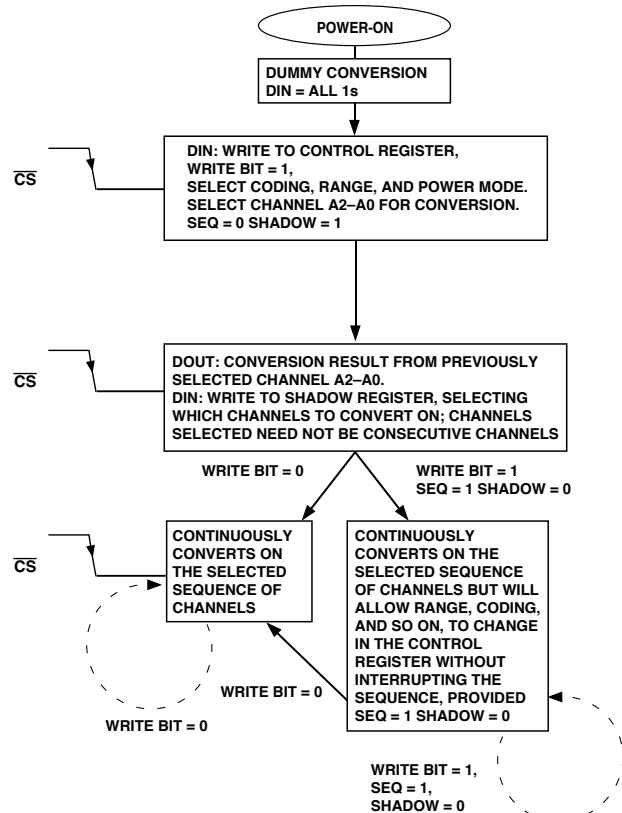 POWER-ON
DUMMY CONVERSION
DIN = ALL 1s
CS
DIN: WRITE TO CONTROL REGISTER,
WRITE BIT = 1,
SELECT CODING, RANGE, AND POWER MODE.
SELECT CHANNEL A2–A0 FOR CONVERSION.
SEQ = 0 SHADOW = 1
CS
DOUT: CONVERSION RESULT FROM PREVIOUSLY
SELECTED CHANNEL A2–A0.
DIN: WRITE TO SHADOW REGISTER, SELECTING
WHICH CHANNELS TO CONVERT ON; CHANNELS
SELECTED NEED NOT BE CONSECUTIVE CHANNELS
WRITE BIT = 0
WRITE BIT = 1
SEQ = 1 SHADOW = 0
CS
CONTINUOUSLY
CONVERTS ON
THE SELECTED
SEQUENCE OF
CHANNELS
CONTINUOUSLY
CONVERTS ON THE
SELECTED SEQUENCE
OF CHANNELS BUT WILL
ALLOW RANGE, CODING,
AND SO ON, TO CHANGE
IN THE CONTROL
REGISTER WITHOUT
INTERRUPTING THE
SEQUENCE, PROVIDED
SEQ = 1 SHADOW = 0
WRITE BIT = 0
WRITE BIT = 0
WRITE BIT = 1,
SEQ = 1,
SHADOW = 0